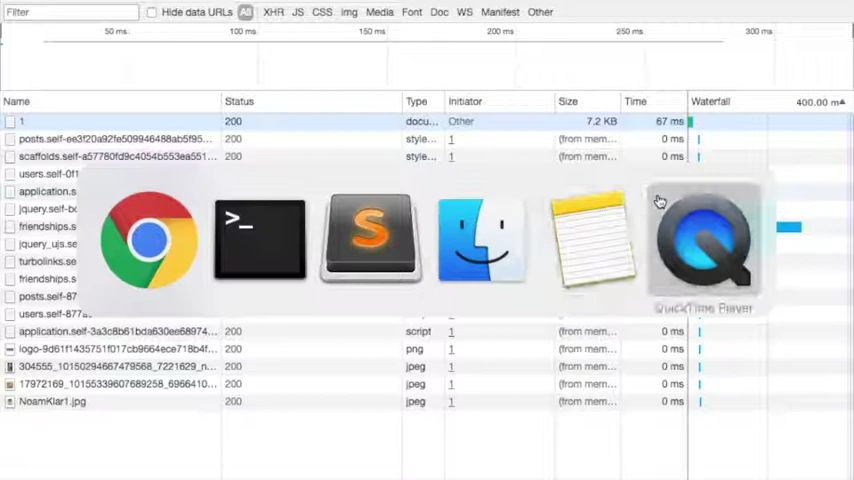 Filter Hide data URLs All XHR JS CSS Img Media Font Doc WS Manifest Other
50 ms 100 ms 150 ms 200 ms 250 ms 300 ms
Name Status Type Initiator Size Time Waterfall 400.00 m▲
1 200 docu... Other 7.2 KB 67 ms
posts.self-ee3f20a92fe509946488ab5f95... 200 style... 1 (from mem... 0 ms
scaffolds.self-a57780fd9c4054b553ea551... 200 style... 1 (from mem... 0 ms
users.self-0f1
application.s
jquery.self-bc
friendships.se
jquery_ujs.se
turbolinks.se
friendships.se
posts.self-87
users.self-877a
QuickTime Player
application.self-3a3c8b61bda630ee68974... 200 script 1 (from mem... 0 ms
logo-9d61f1435751f017cb9664ece718b4f... 200 png 1 (from mem... 0 ms
304555_10150294667479568_7221629_n... 200 jpeg 1 (from mem... 0 ms
17972169_10155339607689258_6966410... 200 jpeg 1 (from mem... 0 ms
NoamKlar1.jpg 200 jpeg 1 (from mem... 0 ms